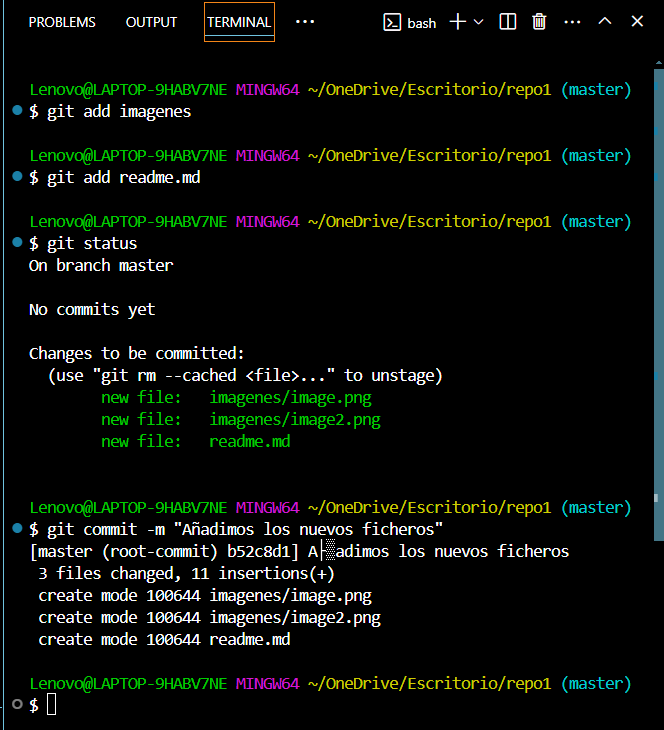 PROBLEMS OUTPUT TERMINAL ··· bash ···
Lenovo@LAPTOP-9HABV7NE MINGW64 ~/OneDrive/Escritorio/repo1 (master)
$ git add imagenes
Lenovo@LAPTOP-9HABV7NE MINGW64 ~/OneDrive/Escritorio/repo1 (master)
$ git add readme.md
Lenovo@LAPTOP-9HABV7NE MINGW64 ~/OneDrive/Escritorio/repo1 (master)
$ git status
On branch master
No commits yet
Changes to be committed:
  (use "git rm --cached <file>..." to unstage)
        new file:   imagenes/image.png
        new file:   imagenes/image2.png
        new file:   readme.md
Lenovo@LAPTOP-9HABV7NE MINGW64 ~/OneDrive/Escritorio/repo1 (master)
$ git commit -m "Añadimos los nuevos ficheros"
[master (root-commit) b52c8d1] A├▒adimos los nuevos ficheros
 3 files changed, 11 insertions(+)
 create mode 100644 imagenes/image.png
 create mode 100644 imagenes/image2.png
 create mode 100644 readme.md
Lenovo@LAPTOP-9HABV7NE MINGW64 ~/OneDrive/Escritorio/repo1 (master)
$